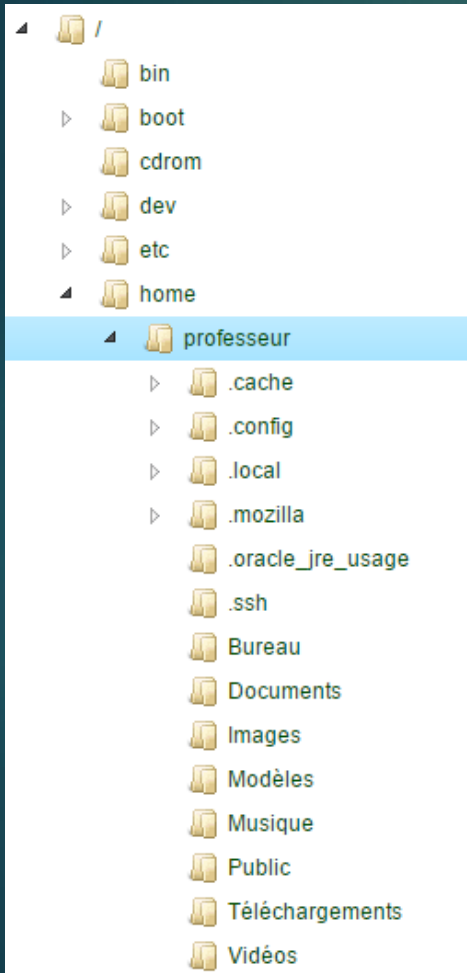 /
bin
boot
cdrom
dev
etc
home
professeur
.cache
.config
.local
.mozilla
.oracle_jre_usage
.ssh
Bureau
Documents
Images
Modèles
Musique
Public
Téléchargements
Vidéos